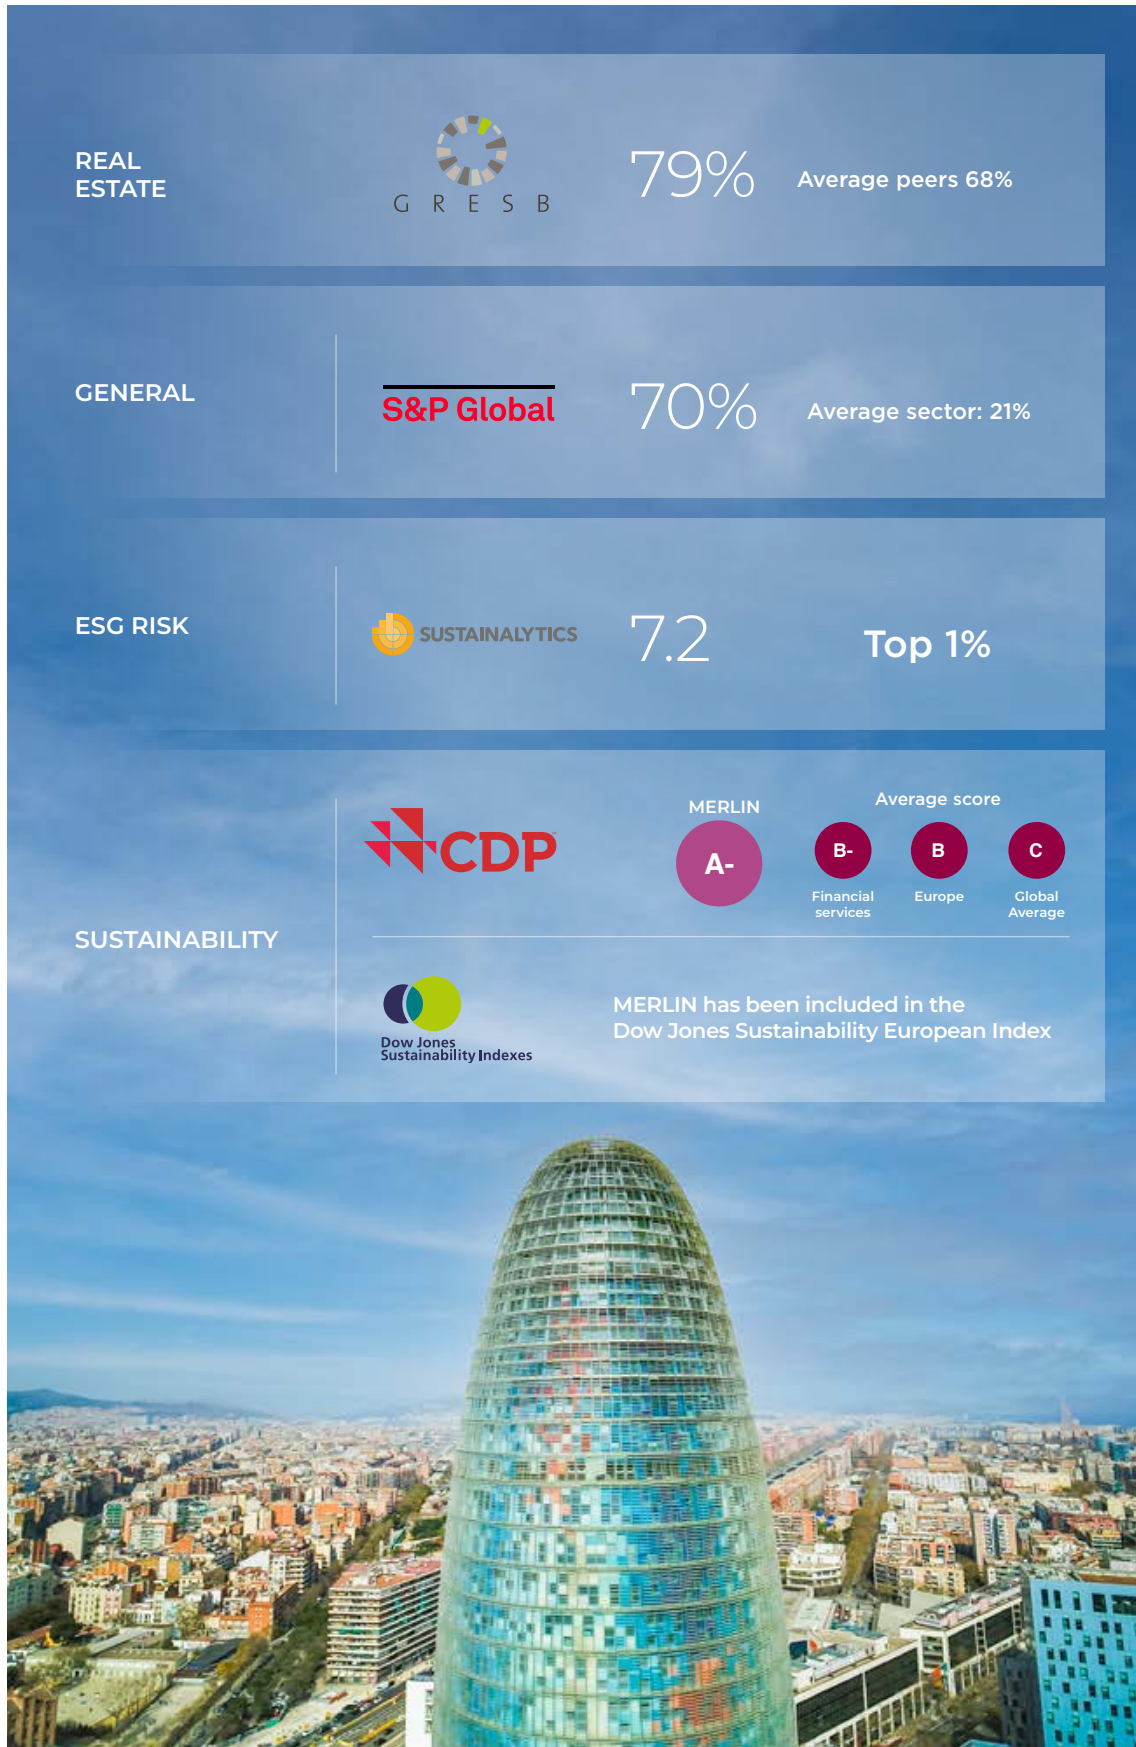 REAL
ESTATE
G R E S B
79%
Average peers 68%
GENERAL
S&P Global
70%
Average sector: 21%
ESG RISK
SUSTAINALYTICS
7.2
Top 1%
SUSTAINABILITY
CDP
MERLIN
A-
Average score
B-
B
C
Financial
services
Europe
Global
Average
Dow Jones
Sustainability Indexes
MERLIN has been included in the
Dow Jones Sustainability European Index